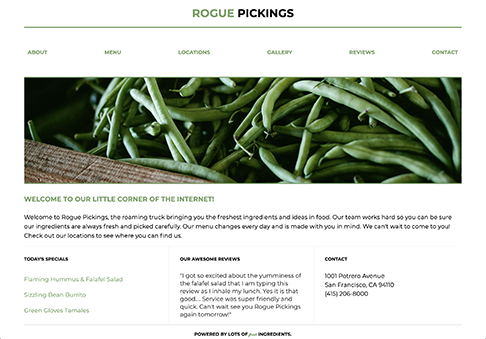 ROGUE PICKINGS
ABOUT MENU LOCATIONS GALLERY REVIEWS CONTACT
WELCOME TO OUR LITTLE CORNER OF THE INTERNET!
Welcome to Rogue Pickings, the roaming truck bringing you the freshest ingredients and ideas in food. Our team works hard so you can be sure
our ingredients are always fresh and picked carefully. Our menu changes every day and is made with you in mind. We can't wait to come to you!
Check out our locations to see where you can find us.
TODAY'S SPECIALS
Flaming Hummus & Falafel Salad
Sizzling Bean Burrito
Green Gloves Tamales
OUR AWESOME REVIEWS
"I got so excited about the yumminess of
the falafel salad that I am typing this
review as I inhale my lunch. Yes it is that
good.... Service was super friendly and
quick. Can't wait see you Rogue Pickings
again tomorrow!"
CONTACT
1001 Potrero Avenue
San Francisco, CA 94110
(415) 206-8000
POWERED BY LOTS OF fun INGREDIENTS.